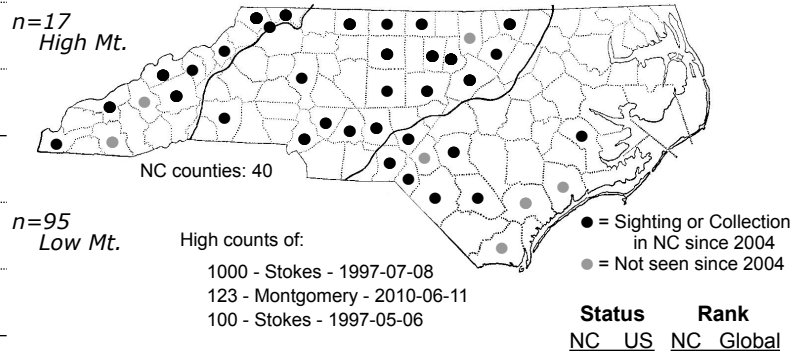 n=17
High Mt.
NC counties: 40
n=95
Low Mt.
High counts of:
1000 - Stokes - 1997-07-08
123 - Montgomery - 2010-06-11
100 - Stokes - 1997-05-06
= Sighting or Collection
in NC since 2004
= Not seen since 2004
Status Rank
NC US NC Global